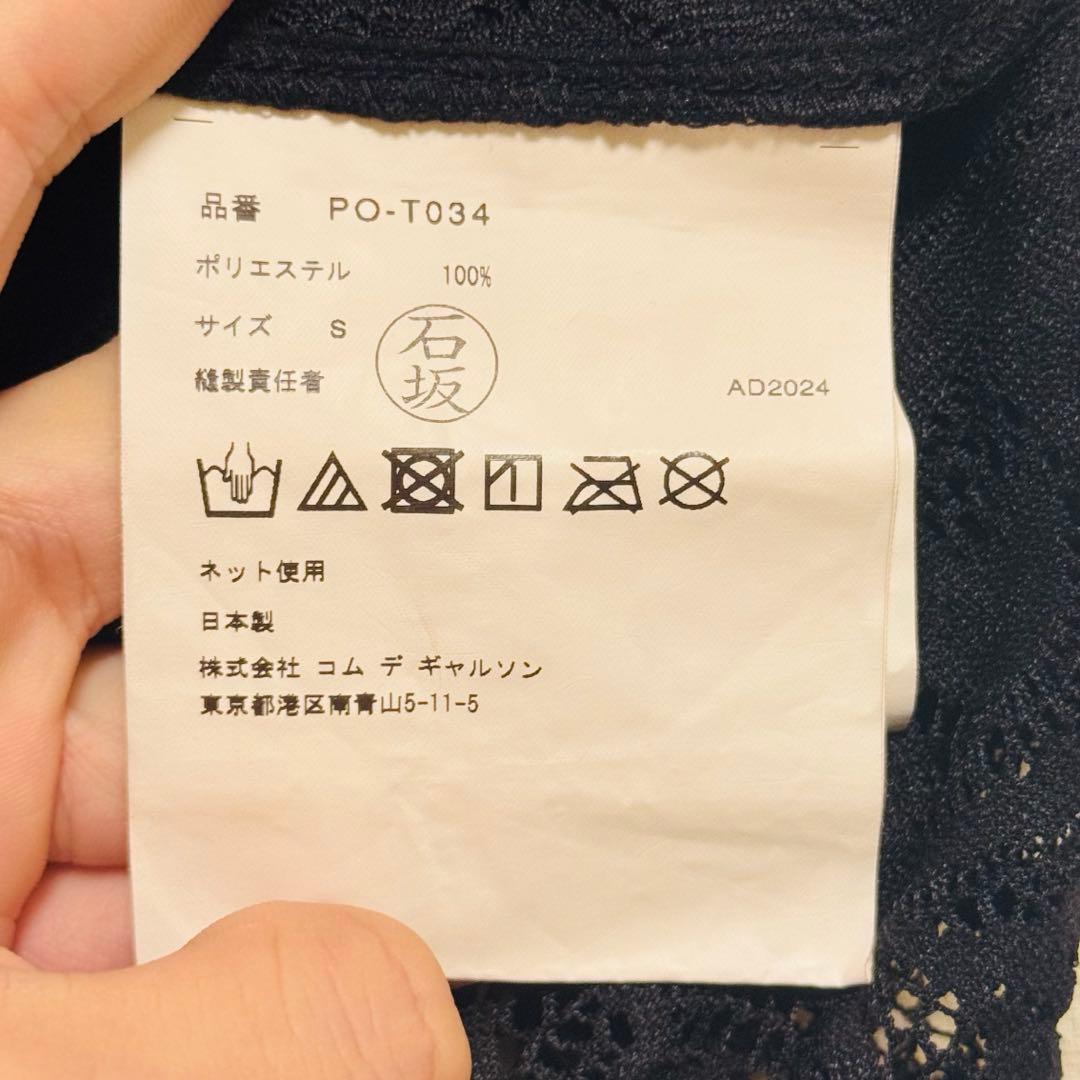 品番 PO-T034
ポリエステル 100%
サイズ S
縫製責任者 石坂
AD2024
ネット使用
日本製
株式会社 コム デ ギャルソン
東京都港区南青山5-11-5